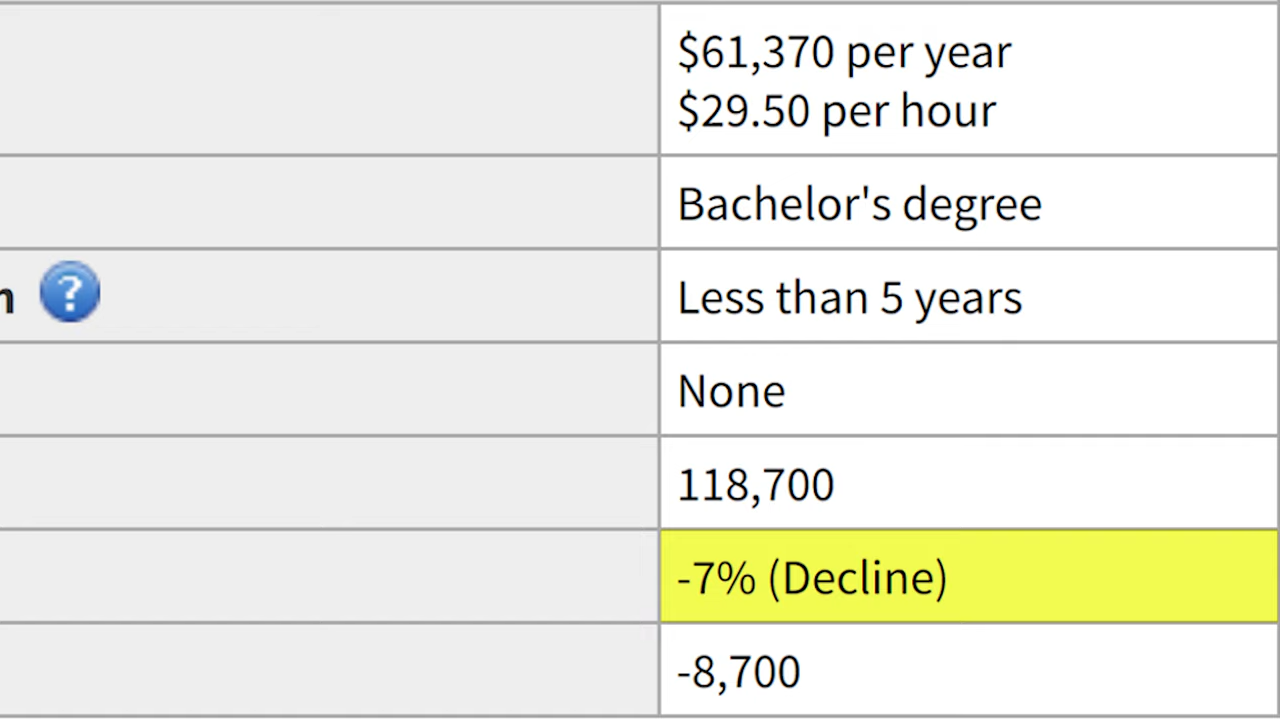 $61,370 per year
$29.50 per hour
Bachelor's degree
n ? Less than 5 years
None
118,700
-7% (Decline)
-8,700